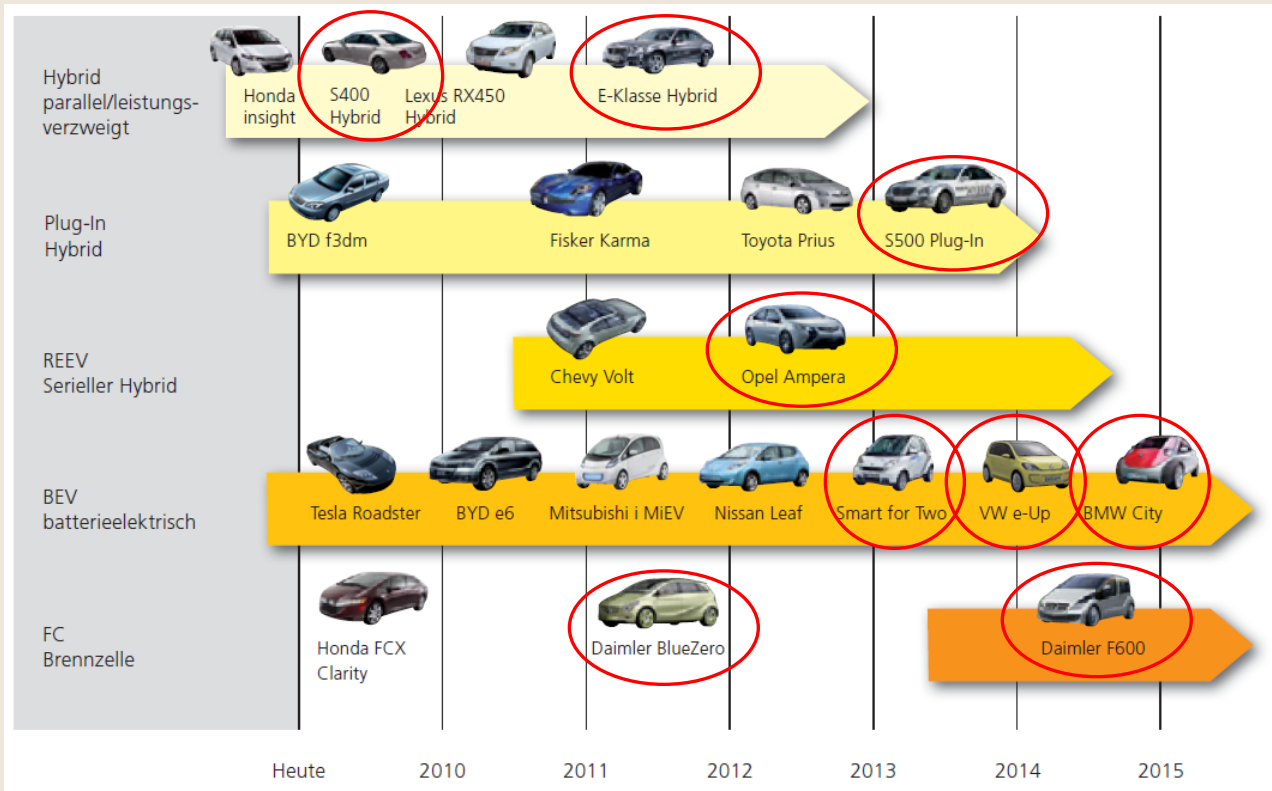 Hybrid
parallel/leistungs-
verzweigt
Honda
insight
S400
Hybrid
Lexus RX450
Hybrid
E-Klasse Hybrid
Plug-In
Hybrid
BYD f3dm
Fisker Karma
Toyota Prius
S500 Plug-In
REEV
Serieller Hybrid
Chevy Volt
Opel Ampera
BEV
batterieelektrisch
Tesla Roadster
BYD e6
Mitsubishi i MiEV
Nissan Leaf
Smart for Two
VW e-Up
BMW City
FC
Brennzelle
Honda FCX
Clarity
Daimler BlueZero
Daimler F600
Heute 2010 2011 2012 2013 2014 2015